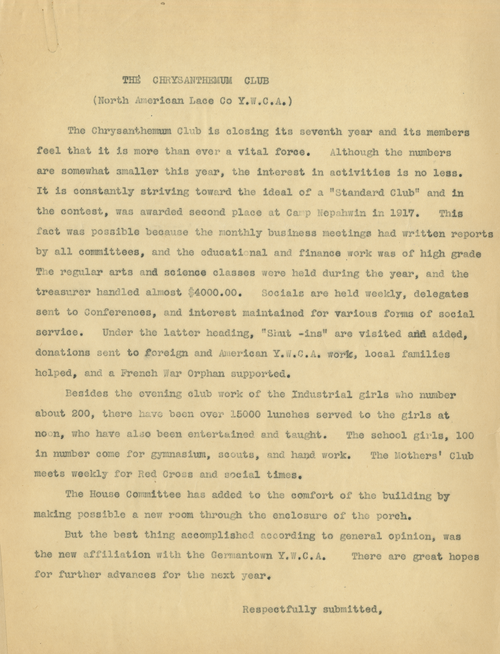 THE CHRYSANTHEMUM CLUB
(North American Lace Co Y.W.C.A.)
The Chrysanthemum Club is closing its seventh year and its members
feel that it is more than ever a vital force. Although the numbers
are somewhat smaller this year, the interest in activities is no less.
It is constantly striving toward the ideal of a "Standard Club" and in
the contest, was awarded second place at Camp Nepahwin in 1917. This
fact was possible because the monthly business meetings had written reports
by all committees, and the educational and finance work was of high grade
The regular arts and science classes were held during the year, and the
treasurer handled almost $4000.00. Socials are held weekly, delegates
sent to Conferences, and interest maintained for various forms of social
service. Under the latter heading, "Shut -ins" are visited and aided,
donations sent to foreign and American Y.W.C.A. work, local families
helped, and a French War Orphan supported.
Besides the evening club work of the Industrial girls who number
about 200, there have been over 15000 lunches served to the girls at
noon, who have also been entertained and taught. The school girls, 100
in number come for gymnasium, scouts, and hand work. The Mothers' Club
meets weekly for Red Cross and social times.
The House Committee has added to the comfort of the building by
making possible a new room through the enclosure of the porch.
But the best thing accomplished according to general opinion, was
the new affiliation with the Germantown Y.W.C.A. There are great hopes
for further advances for the next year.
Respectfully submitted,